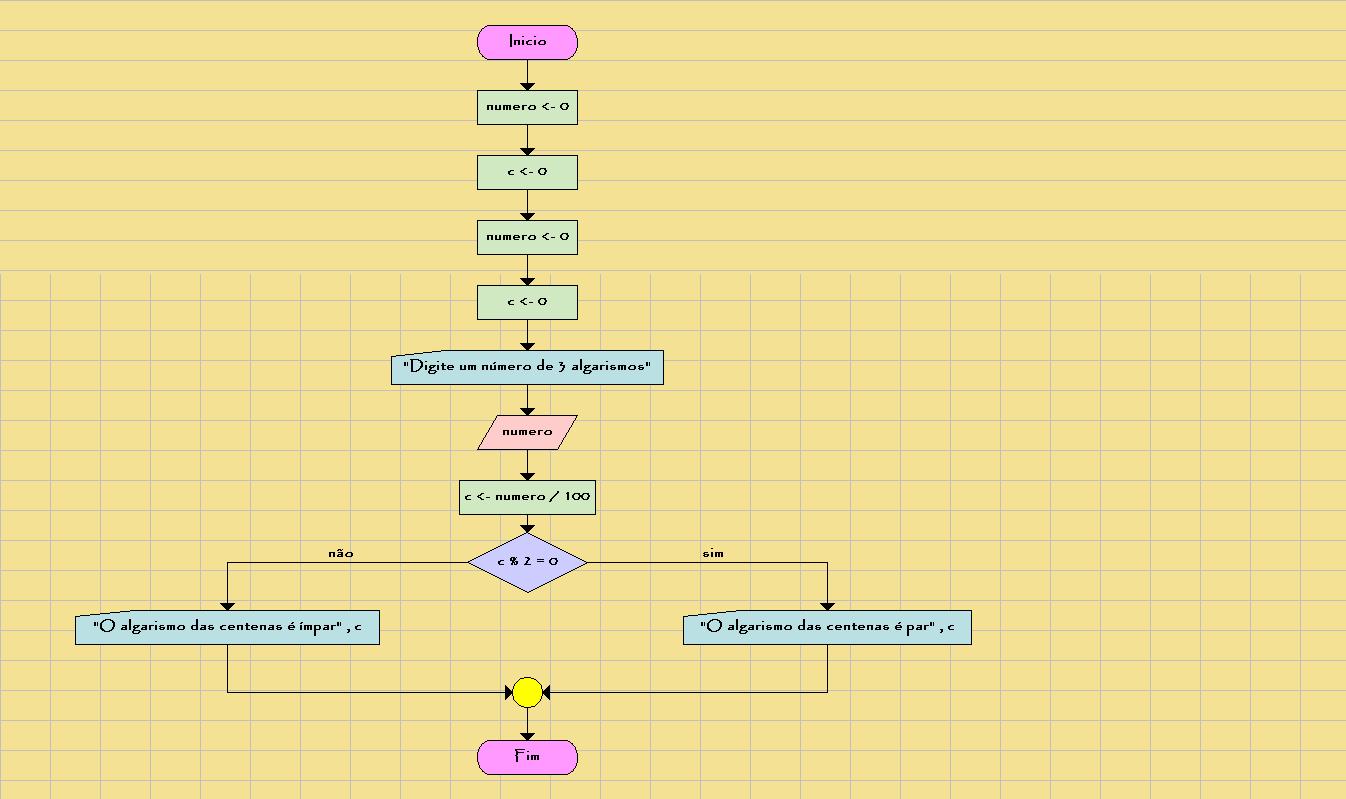 Inicio
numero <- 0
c <- 0
numero <- 0
c <- 0
"Digite um número de 3 algarismos"
numero
c <- numero / 100
c % 2 = 0
não
sim
"O algarismo das centenas é ímpar" , c
"O algarismo das centenas é par" , c
Fim